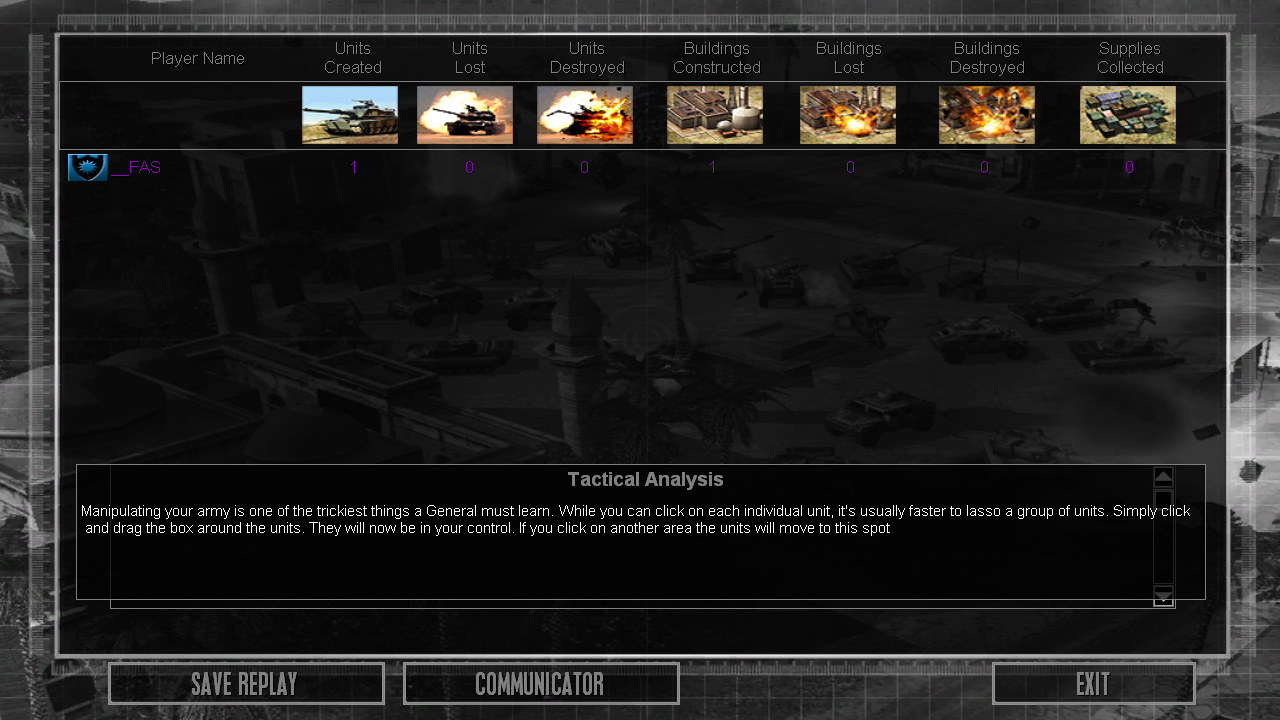 Player Name
Units Created
Units Lost
Units Destroyed
Buildings Constructed
Buildings Lost
Buildings Destroyed
Supplies Collected
__FAS 1 0 0 1 0 0 0
Tactical Analysis
Manipulating your army is one of the trickiest things a General must learn. While you can click on each individual unit, it's usually faster to lasso a group of units. Simply click
and drag the box around the units. They will now be in your control. If you click on another area the units will move to this spot
SAVE REPLAY
COMMUNICATOR
EXIT